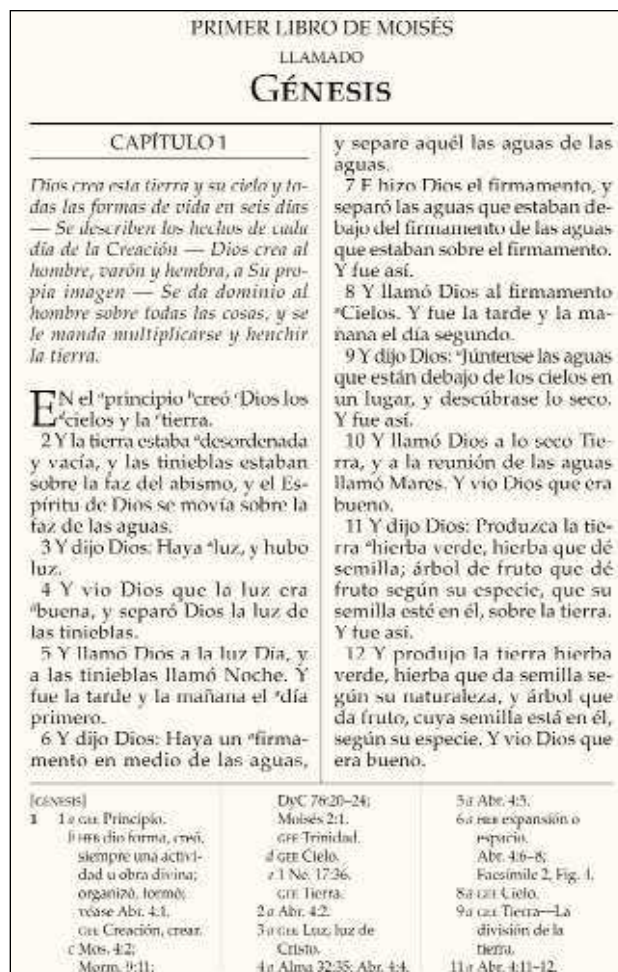 PRIMER LIBRO DE MOISÉS
LLAMADO
GÉNESIS
CAPÍTULO 1
Dios crea esta tierra y su cielo y to-
das las formas de vida en seis días
— Se describen los hechos de cada
día de la Creación — Dios crea al
hombre, varón y hembra, a Su pro-
pia imagen — Se da dominio al
hombre sobre todas las cosas, y se
le manda multiplicarse y henchir
la tierra.
EN el aprincipio bcreó cDios los
dcielos y la etierra.
2 Y la tierra estaba adesordenada
y vacía, y las tinieblas estaban
sobre la faz del abismo, y el Es-
píritu de Dios se movía sobre la
faz de las aguas.
3 Y dijo Dios: Haya aluz, y hubo
luz.
4 Y vio Dios que la luz era
abuena, y separó Dios la luz de
las tinieblas.
5 Y llamó Dios a la luz Día, y
a las tinieblas llamó Noche. Y
fue la tarde y la mañana el adía
primero.
6 Y dijo Dios: Haya un afirma-
mento en medio de las aguas,
y separe aquél las aguas de las
aguas.
7 E hizo Dios el firmamento, y
separó las aguas que estaban de-
bajo del firmamento de las aguas
que estaban sobre el firmamento.
Y fue así.
8 Y llamó Dios al firmamento
aCielos. Y fue la tarde y la ma-
ñana el día segundo.
9 Y dijo Dios: aJúntense las aguas
que están debajo de los cielos en
un lugar, y descúbrase lo seco.
Y fue así.
10 Y llamó Dios a lo seco Tie-
rra, y a la reunión de las aguas
llamó Mares. Y vio Dios que era
bueno.
11 Y dijo Dios: Produzca la tie-
rra ahierba verde, hierba que dé
semilla; árbol de fruto que dé
fruto según su especie, que su
semilla esté en él, sobre la tierra.
Y fue así.
12 Y produjo la tierra hierba
verde, hierba que da semilla se-
gún su naturaleza, y árbol que
da fruto, cuya semilla está en él,
según su especie. Y vio Dios que
era bueno.
[GÉNESIS]
1 1a GEE Principio.
b HEB dio forma, creó,
siempre una activi-
dad u obra divina;
organizó, formó;
véase Abr. 4:1.
GEE Creación, crear.
c Mos. 4:2;
Morm. 9:11;
DyC 76:20–24;
Moisés 2:1.
GEE Trinidad.
d GEE Cielo.
e 1 Ne. 17:36.
GEE Tierra.
2a Abr. 4:2.
3a GEE Luz, luz de
Cristo.
4a Alma 32:35; Abr. 4:4.
5a Abr. 4:5.
6a HEB expansión o
espacio.
Abr. 4:6–8;
Facsímile 2, Fig. 4.
8a GEE Cielo.
9a GEE Tierra—La
división de la
tierra.
11a Abr. 4:11–12.